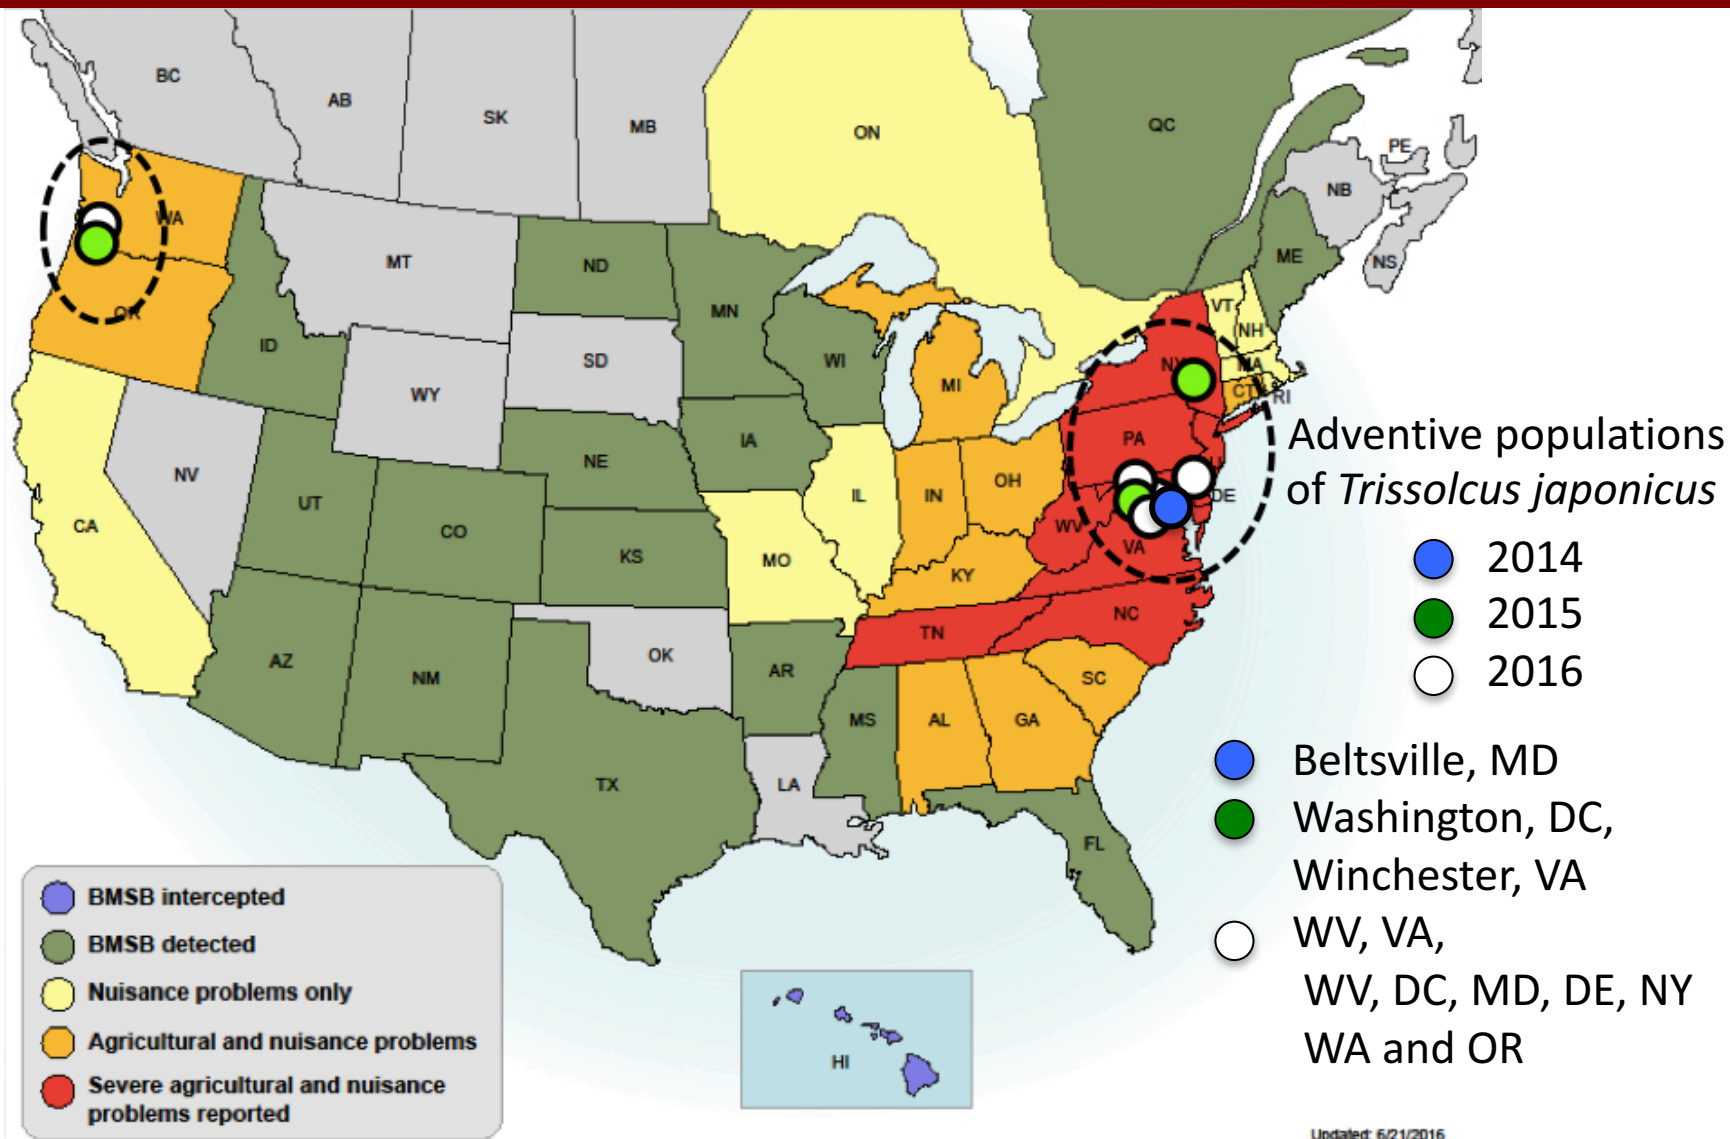 BC
AB
SK
MB
ON
QC
PE
NB
NS
ME
WA
MT
ND
MN
VT
NH
OR
ID
SD
WI
MI
NY
MA
CT
RI
WY
IA
PA
NV
NE
IL
IN
OH
DE
CA
UT
CO
KS
MO
WV
VA
KY
NC
TN
AZ
NM
OK
AR
SC
MS
AL
GA
TX
LA
FL
HI
Adventive populations
of Trissolcus japonicus
2014
2015
2016
Beltsville, MD
Washington, DC,
Winchester, VA
WV, VA,
WV, DC, MD, DE, NY
WA and OR
BMSB intercepted
BMSB detected
Nuisance problems only
Agricultural and nuisance problems
Severe agricultural and nuisance
problems reported
Updated: 6/21/2016